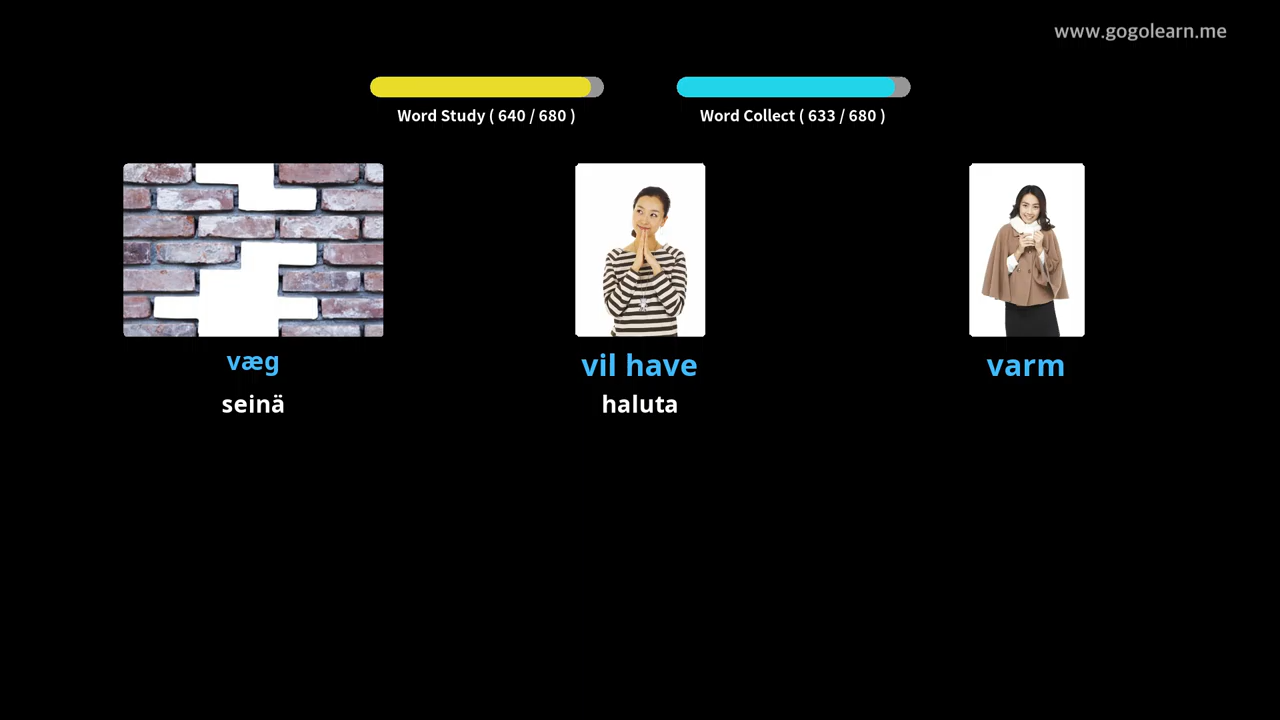 www.gogolearn.me
Word Study ( 640 / 680 )
Word Collect ( 633 / 680 )
væg
seinä
vil have
haluta
varm